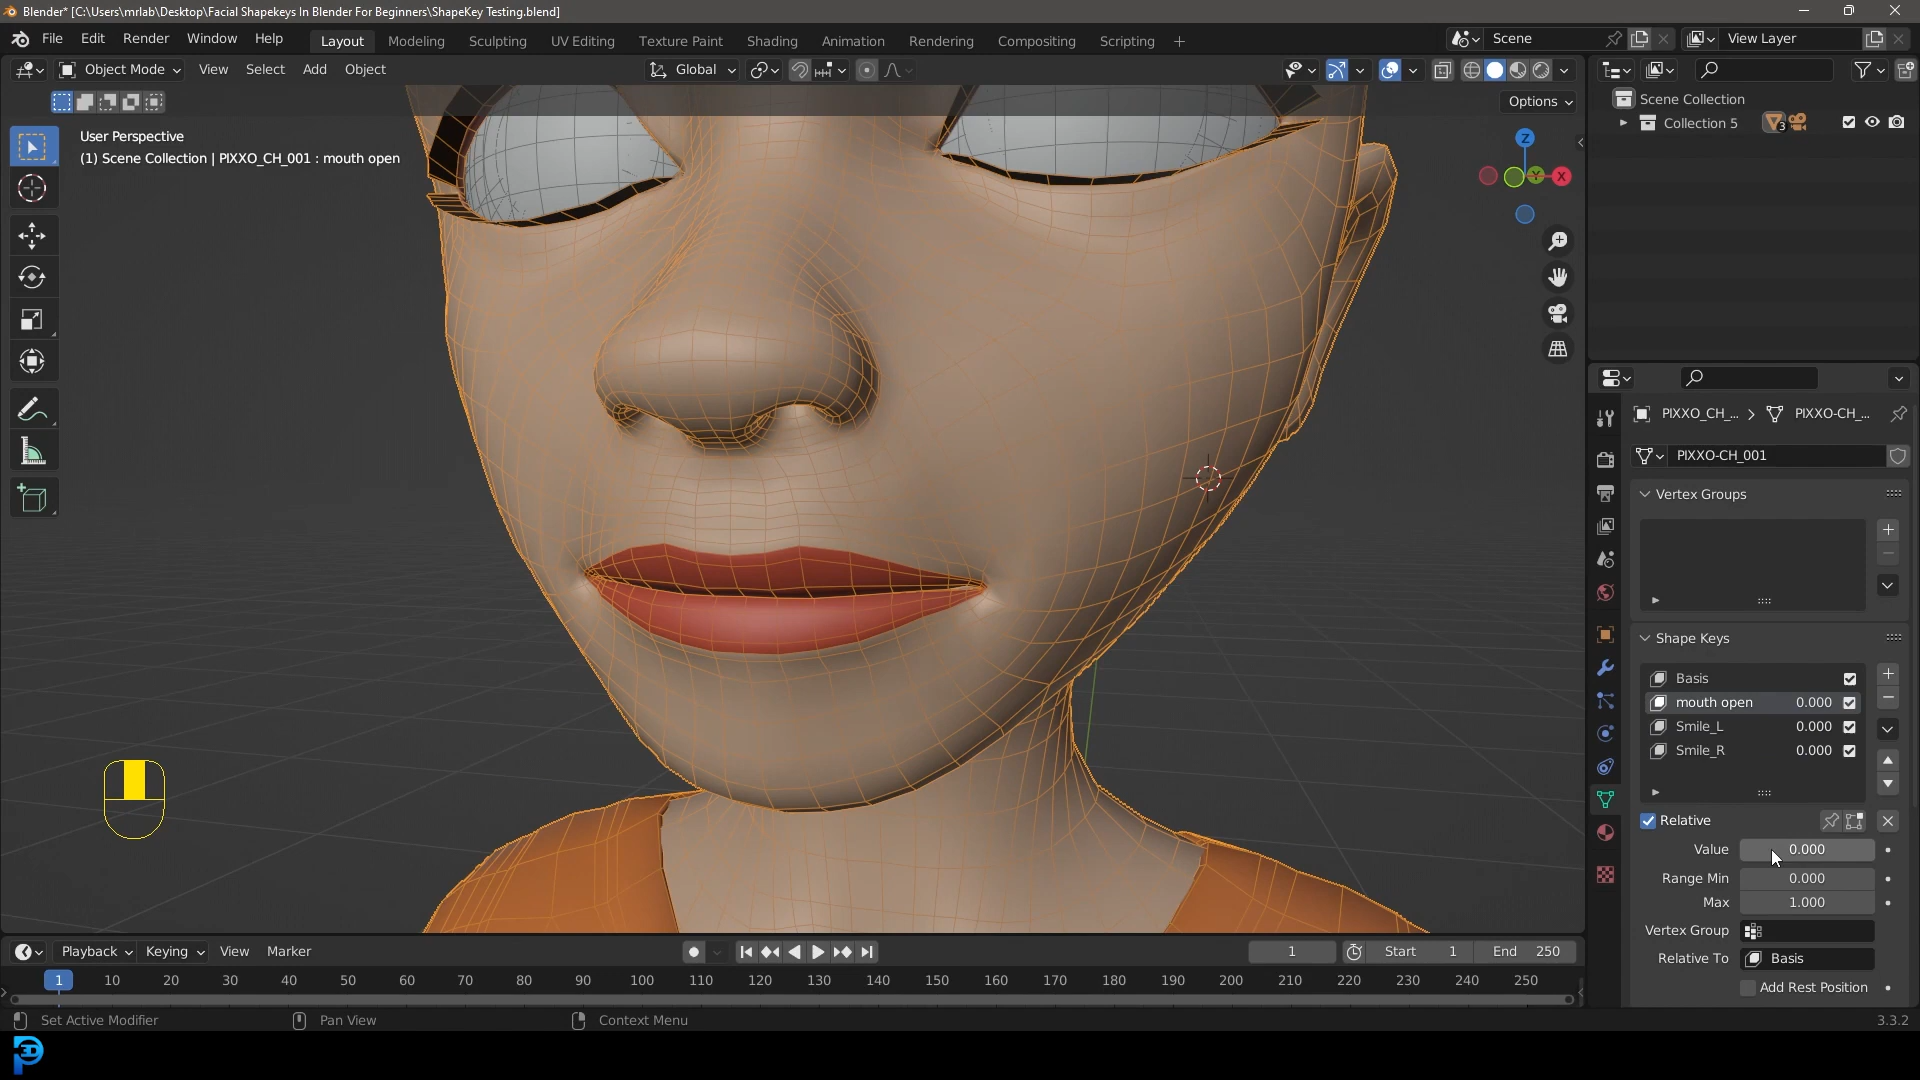 Blender* [C:\Users\mrlab\Desktop\Facial Shapekeys In Blender For Beginners\ShapeKey Testing.blend]
File Edit Render Window Help Layout Modeling Sculpting UV Editing Texture Paint Shading Animation Rendering Compositing Scripting + Scene View Layer
Object Mode View Select Add Object Global
Options
User Perspective
(1) Scene Collection | PIXXO_CH_001 : mouth open
Z
Y
X
Scene Collection
Collection 5 3
PIXXO_CH_... > PIXXO-CH_...
PIXXO-CH_001
Vertex Groups
Shape Keys
Basis
mouth open 0.000
Smile_L 0.000
Smile_R 0.000
Relative
Value 0.000
Range Min 0.000
Max 1.000
Vertex Group
Relative To Basis
Add Rest Position
Playback Keying View Marker 1 Start 1 End 250
1 10 20 30 40 50 60 70 80 90 100 110 120 130 140 150 160 170 180 190 200 210 220 230 240 250
Set Active Modifier Pan View Context Menu 3.3.2
3D